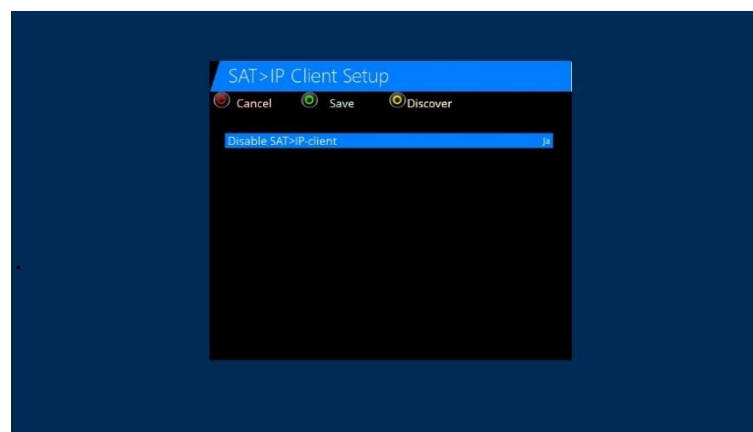 SAT>IP Client Setup
Cancel Save Discover
Disable SAT>IP-client Ja